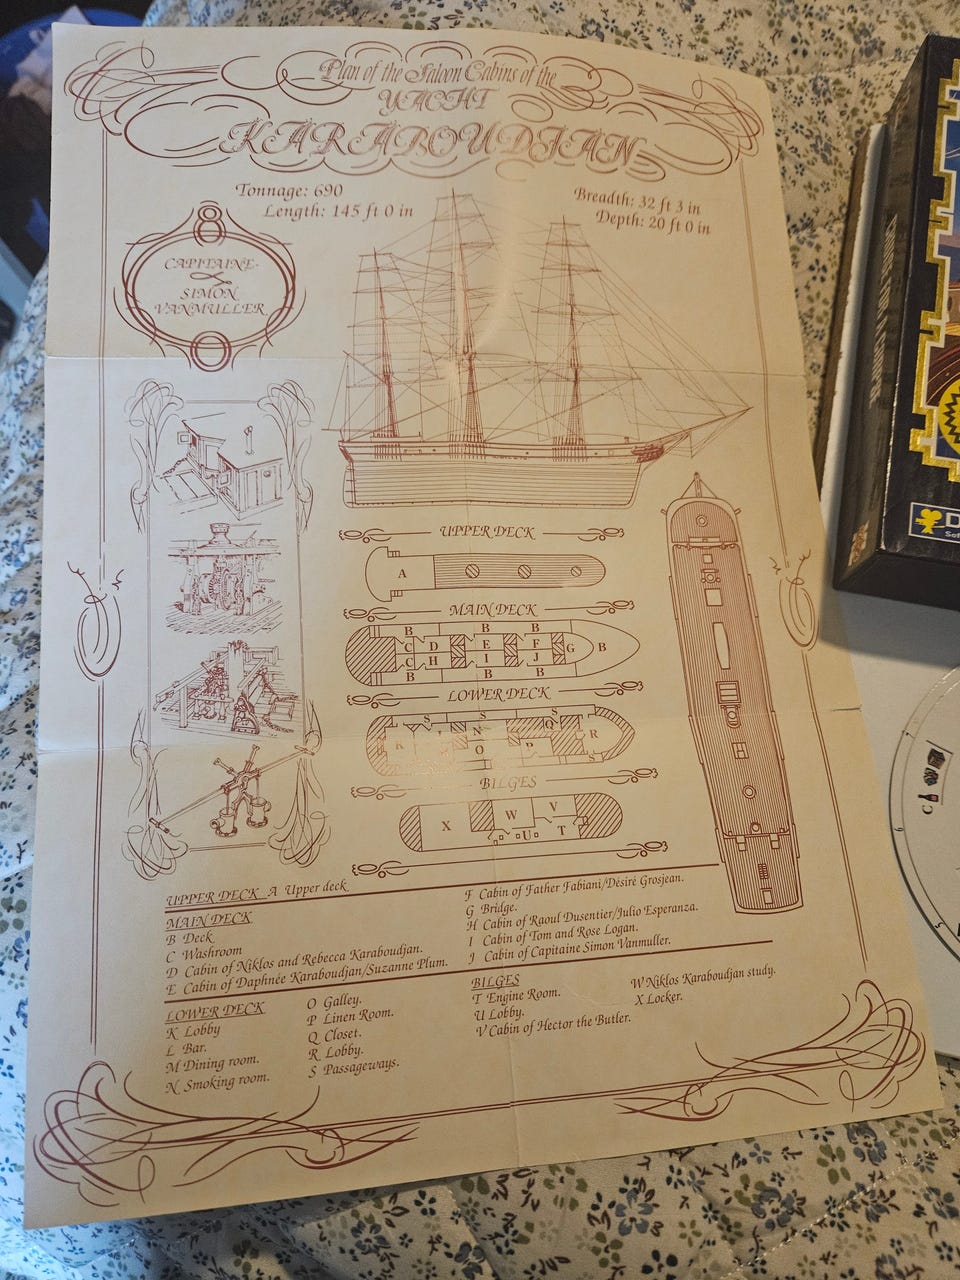 Plan of the Saloon Cabins of the
YACHT
KARABOUDJAN
Tonnage: 690
Length: 145 ft 0 in
Breadth: 32 ft 3 in
Depth: 20 ft 0 in
CAPITAINE
SIMON
VANMULLER
UPPER DECK
A
MAIN DECK
B B B
C D E F G B
C H I J
B B B
LOWER DECK
S S S
K L N Q R
O P
S
BILGES
X W V
U T
UPPER DECK A Upper deck
MAIN DECK
B Deck
C Washroom
D Cabin of Niklos and Rebecca Karaboudjan.
E Cabin of Daphnée Karaboudjan/Suzanne Plum.
F Cabin of Father Fabiani/Désiré Grosjean.
G Bridge.
H Cabin of Raoul Dusentier/Julio Esperanza.
I Cabin of Tom and Rose Logan.
J Cabin of Capitaine Simon Vanmuller.
LOWER DECK
K Lobby
L Bar.
M Dining room.
N Smoking room.
O Galley.
P Linen Room.
Q Closet.
R Lobby.
S Passageways.
BILGES
T Engine Room.
U Lobby.
V Cabin of Hector the Butler.
W Niklos Karaboudjan study.
X Locker.
D
C